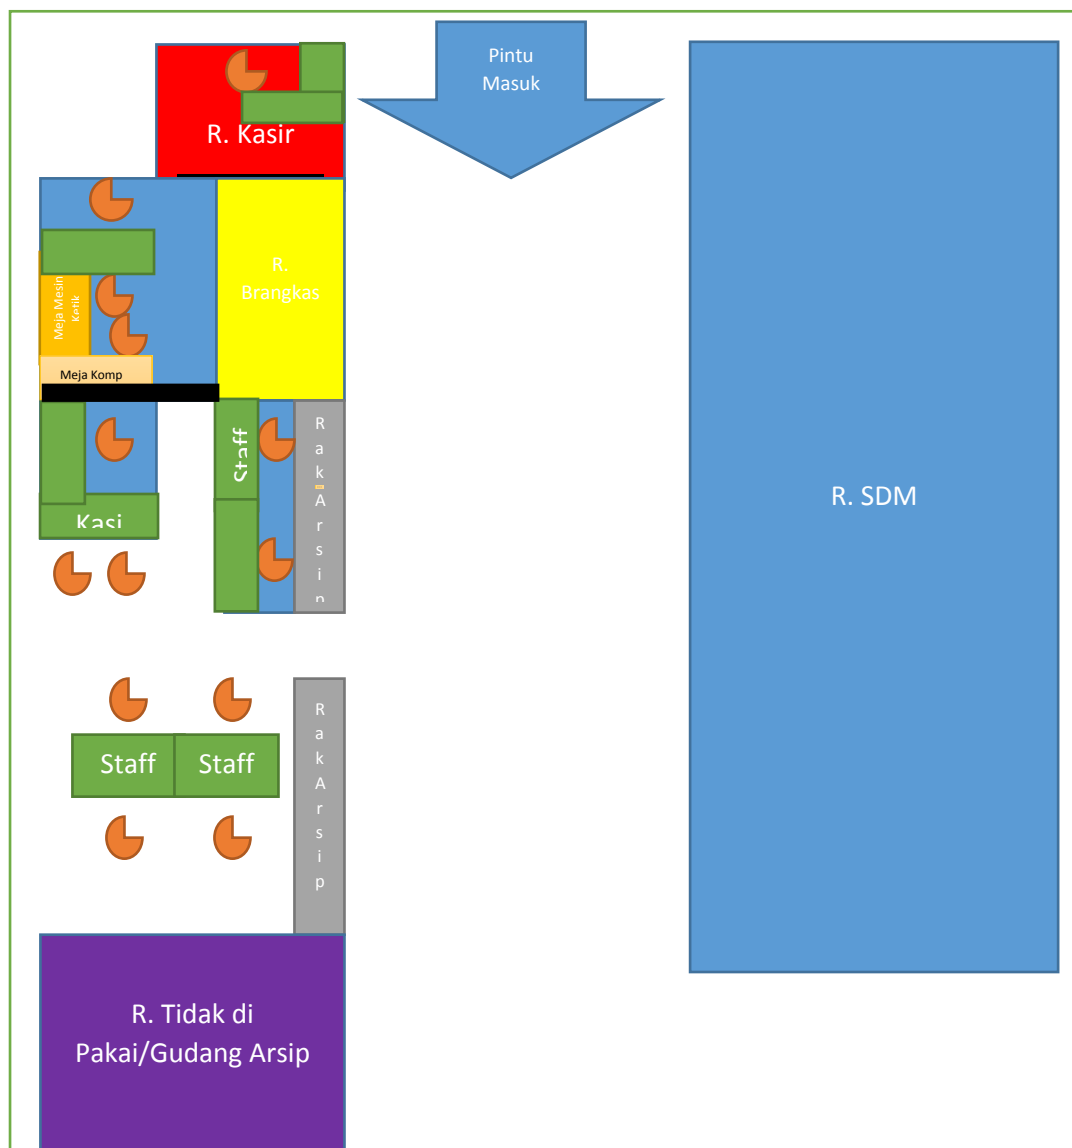 Pintu
Masuk
R. Kasir
R.
Brangkas
Meja Mesin
Ketik
Meja Komp
Staff
R
a
k
A
r
s
i
p
Kasi
R. SDM
Staff
Staff
R
a
k
A
r
s
i
p
R. Tidak di
Pakai/Gudang Arsip